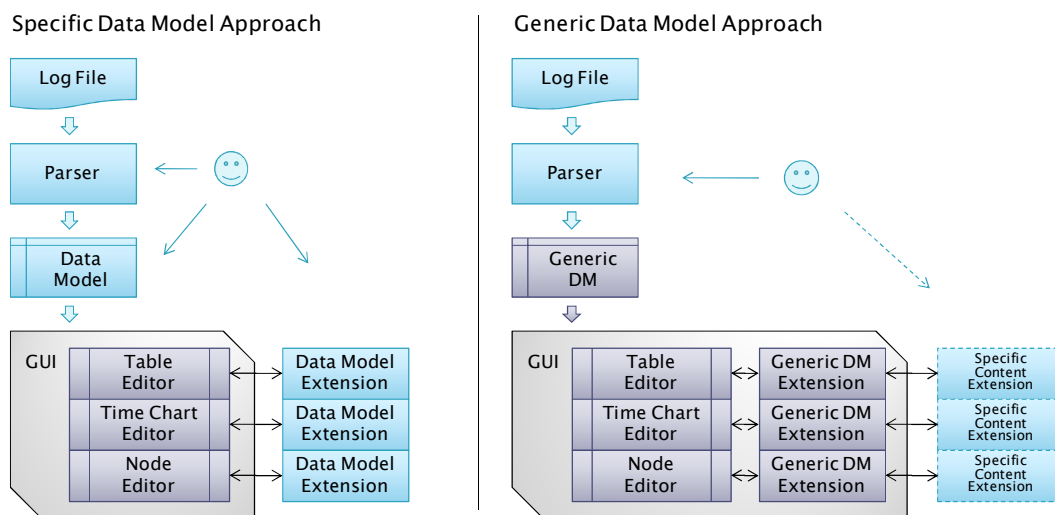 Specific Data Model Approach
Log File
Parser
Data
Model
GUI
Table
Editor
Data Model
Extension
Time Chart
Editor
Data Model
Extension
Node
Editor
Data Model
Extension
Generic Data Model Approach
Log File
Parser
Generic
DM
GUI
Table
Editor
Generic DM
Extension
Specific
Content
Extension
Time Chart
Editor
Generic DM
Extension
Specific
Content
Extension
Node
Editor
Generic DM
Extension
Specific
Content
Extension